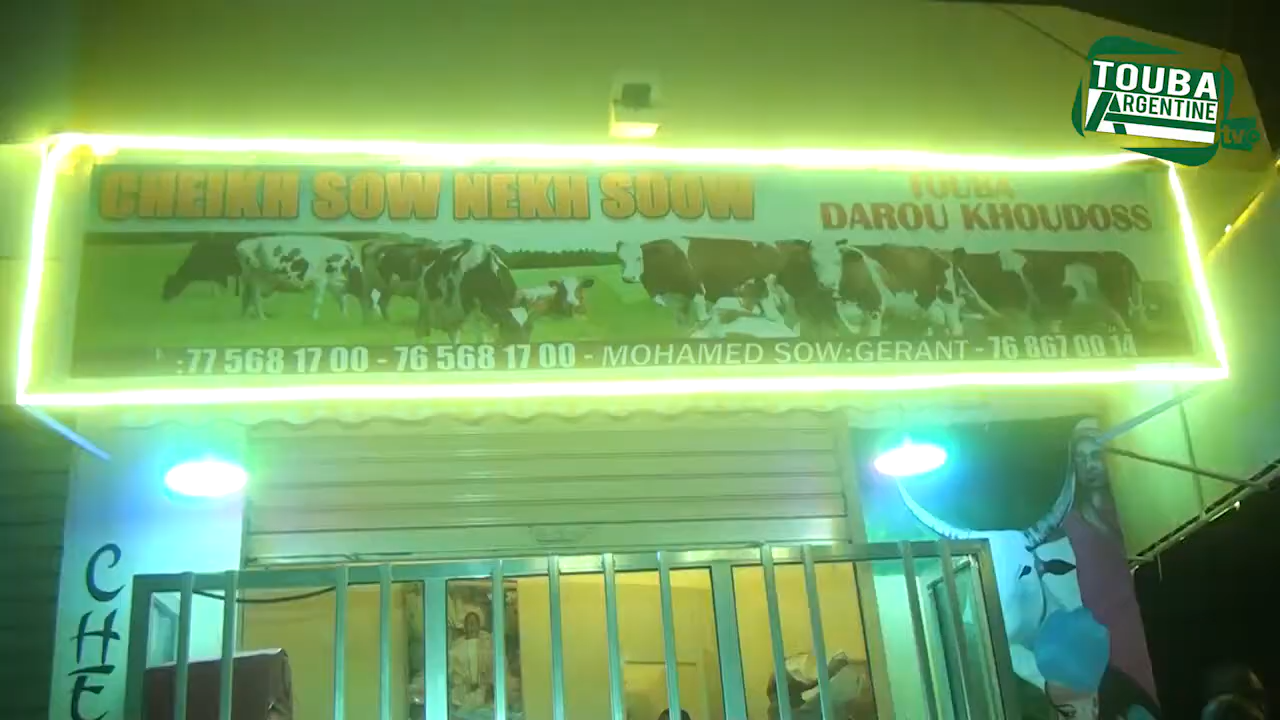 TOUBA
ARGENTINE
tv
CHEIKH SOW NEKH SOOW
TOUBA
DAROU KHOUDOSS
:77 568 17 00 - 76 568 17 00 - MOHAMED SOW:GERANT - 76 867 00 14
CHE